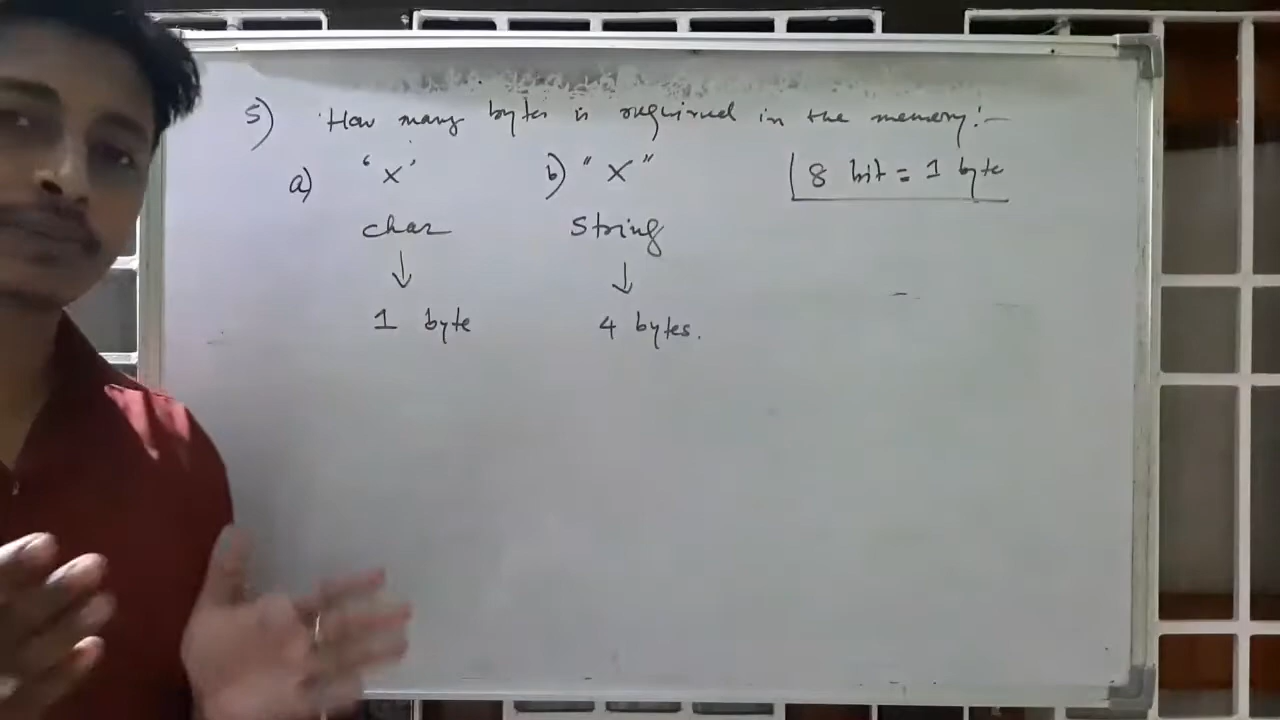 5) How many bytes is required in the memory:-
a) 'x' b) "X" 8 bit = 1 byte
char String
↓ ↓
1 byte 4 bytes.